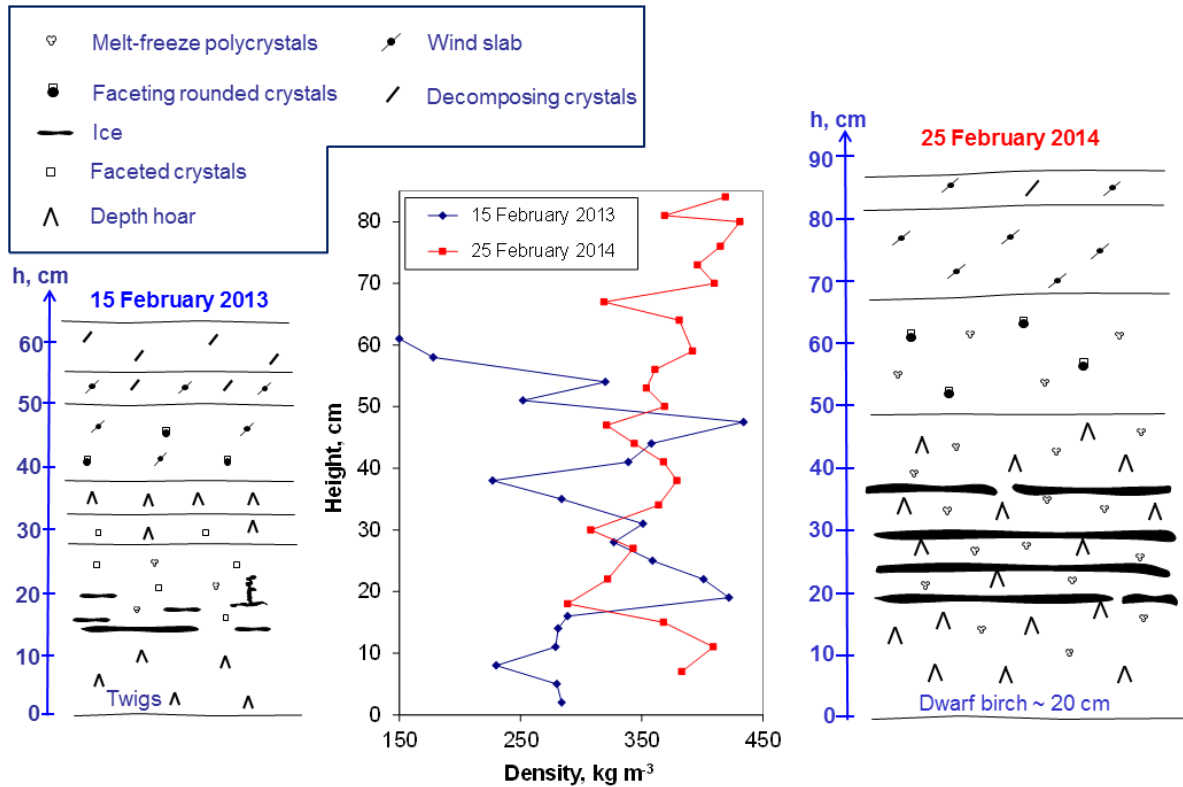 Melt-freeze polycrystals
Wind slab
Faceting rounded crystals
Decomposing crystals
Ice
Faceted crystals
Depth hoar
h, cm
15 February 2013
60
50
40
30
20
10
0
Twigs
15 February 2013
25 February 2014
Height, cm
80
70
60
50
40
30
20
10
0
150
250
350
450
Density, kg m-3
h, cm
25 February 2014
90
80
70
60
50
40
30
20
10
0
Dwarf birch ~ 20 cm